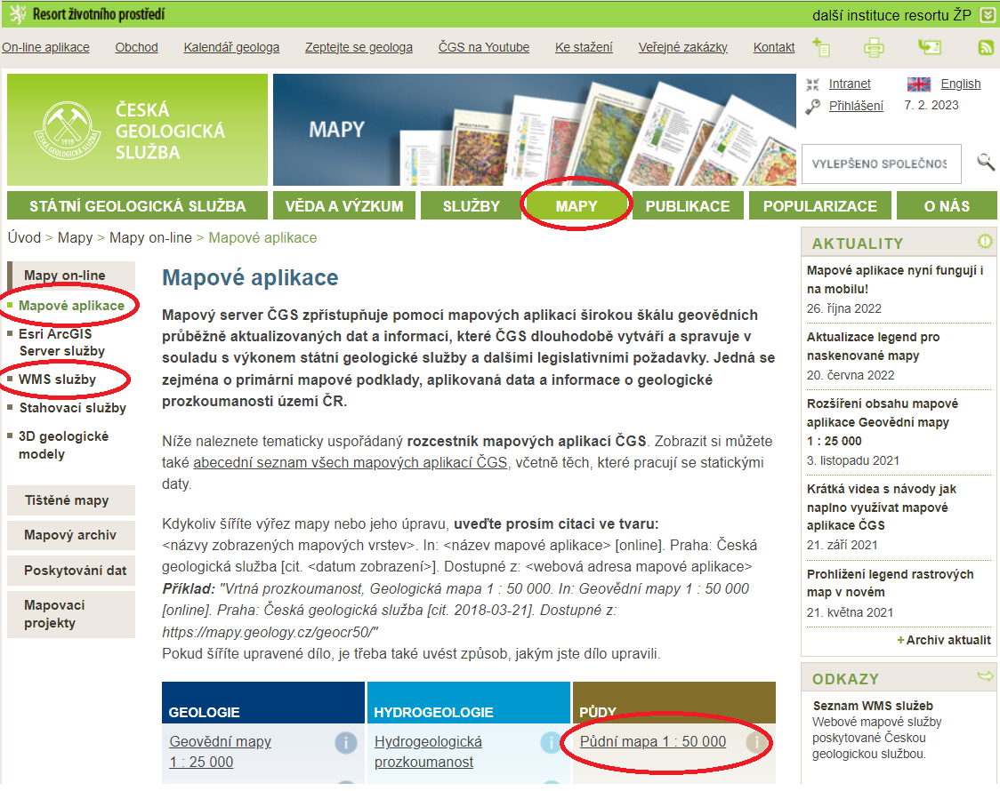 Resort životního prostředí
další instituce resortu ŽP
On-line aplikace
Obchod
Kalendář geologa
Zeptejte se geologa
ČGS na Youtube
Ke stažení
Veřejné zakázky
Kontakt
ČESKÁ
GEOLOGICKÁ
SLUŽBA
ČESKÁ GEOLOGICKÁ SLUŽBA
1919
MAPY
Intranet
English
Přihlášení
7. 2. 2023
VYLEPŠENO SPOLEČNOS
STÁTNÍ GEOLOGICKÁ SLUŽBA
VĚDA A VÝZKUM
SLUŽBY
MAPY
PUBLIKACE
POPULARIZACE
O NÁS
Úvod > Mapy > Mapy on-line > Mapové aplikace
Mapy on-line
Mapové aplikace
Esri ArcGIS
Server služby
WMS služby
Stahovací služby
3D geologické
modely
Tištěné mapy
Mapový archiv
Poskytování dat
Mapovací
projekty
Mapové aplikace
Mapový server ČGS zpřístupňuje pomocí mapových aplikací širokou škálu geovědních
průběžně aktualizovaných dat a informací, které ČGS dlouhodobě vytváří a spravuje v
souladu s výkonem státní geologické služby a dalšími legislativními požadavky. Jedná se
zejména o primární mapové podklady, aplikovaná data a informace o geologické
prozkoumanosti území ČR.
Níže naleznete tematicky uspořádaný rozcestník mapových aplikací ČGS. Zobrazit si můžete
také abecední seznam všech mapových aplikací ČGS, včetně těch, které pracují se statickými
daty.
Kdykoliv šíříte výřez mapy nebo jeho úpravu, uveďte prosím citaci ve tvaru:
<názvy zobrazených mapových vrstev>. In: <název mapové aplikace> [online]. Praha: Česká
geologická služba [cit. <datum zobrazení>]. Dostupné z: <webová adresa mapové aplikace>
Příklad: "Vrtná prozkoumanost, Geologická mapa 1 : 50 000. In: Geovědní mapy 1 : 50 000
[online]. Praha: Česká geologická služba [cit. 2018-03-21]. Dostupné z:
https://mapy.geology.cz/geocr50/"
Pokud šíříte upravené dílo, je třeba také uvést způsob, jakým jste dílo upravili.
GEOLOGIE
Geovědní mapy
1 : 25 000
HYDROGEOLOGIE
Hydrogeologická
prozkoumanost
PŮDY
Půdní mapa 1 : 50 000
AKTUALITY
Mapové aplikace nyní fungují i
na mobilu!
26. října 2022
Aktualizace legend pro
naskenované mapy
20. června 2022
Rozšíření obsahu mapové
aplikace Geovědní mapy
1 : 25 000
3. listopadu 2021
Krátká videa s návody jak
naplno využívat mapové
aplikace ČGS
21. září 2021
Prohlížení legend rastrových
map v novém
21. května 2021
+ Archiv aktualit
ODKAZY
Seznam WMS služeb
Webové mapové služby
poskytované Českou
geologickou službou.